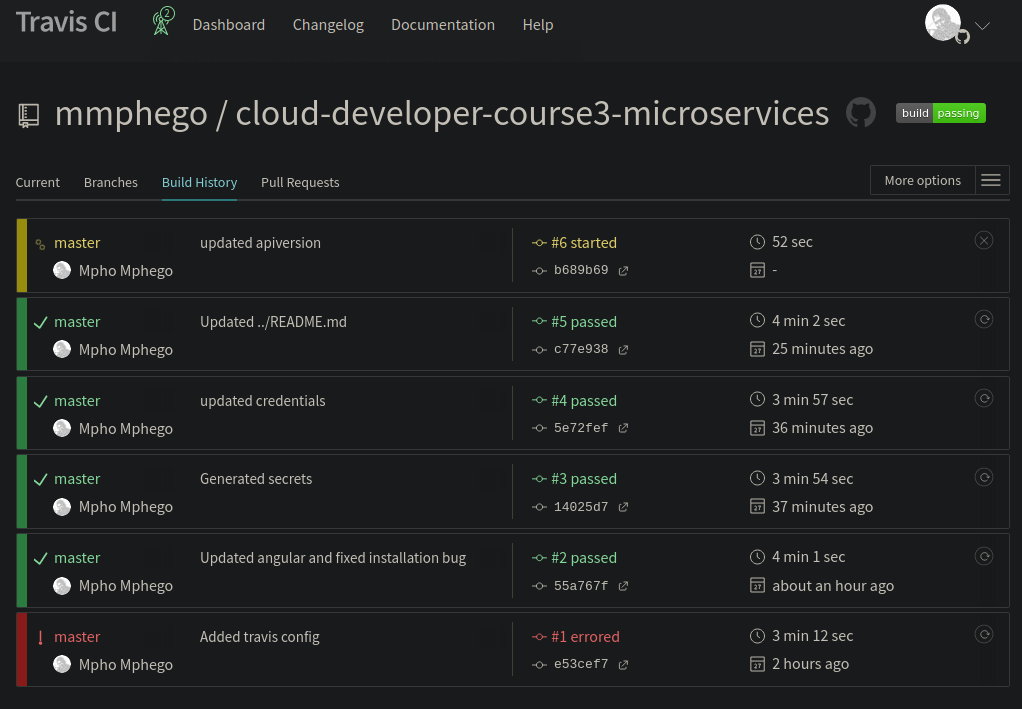 Travis CI 2 Dashboard Changelog Documentation Help
mmphego / cloud-developer-course3-microservices build passing
Current Branches Build History Pull Requests More options
master updated apiversion #6 started 52 sec
Mpho Mphego b689b69 27 -
master Updated ../README.md #5 passed 4 min 2 sec
Mpho Mphego c77e938 27 25 minutes ago
master updated credentials #4 passed 3 min 57 sec
Mpho Mphego 5e72fef 27 36 minutes ago
master Generated secrets #3 passed 3 min 54 sec
Mpho Mphego 14025d7 27 37 minutes ago
master Updated angular and fixed installation bug #2 passed 4 min 1 sec
Mpho Mphego 55a767f 27 about an hour ago
! master Added travis config #1 errored 3 min 12 sec
Mpho Mphego e53cef7 27 2 hours ago